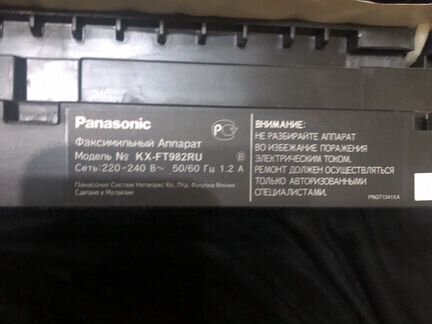 Panasonic
Факсимильный Аппарат
Модель № KX-FT982RU
Сеть:220-240 В~ 50/60 Гц 1.2 А
Панасоник Систем Нетворкс Ко., Лтд. Фукуока Япония
Сделано в Малайзии
ВНИМАНИЕ:
НЕ РАЗБИРАЙТЕ АППАРАТ
ВО ИЗБЕЖАНИЕ ПОРАЖЕНИЯ
ЭЛЕКТРИЧЕСКИМ ТОКОМ.
РЕМОНТ ДОЛЖЕН ОСУЩЕСТВЛЯТЬСЯ
ТОЛЬКО АВТОРИЗОВАННЫМИ
СПЕЦИАЛИСТАМИ.
PNGT1341XA